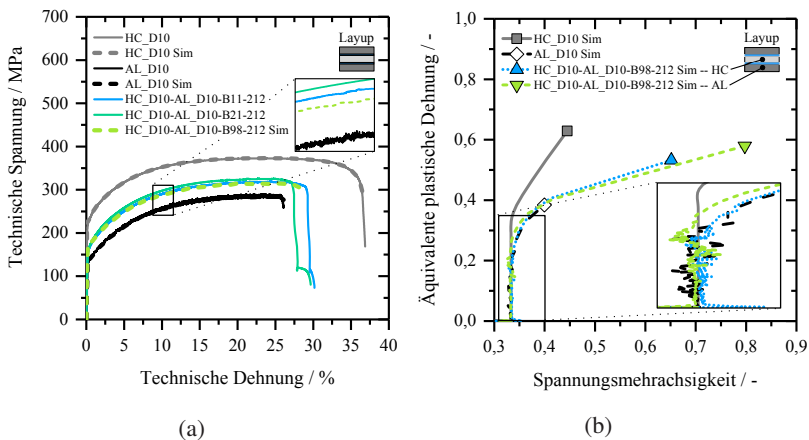 HC_D10
HC_D10 Sim
AL_D10
AL_D10 Sim
HC_D10-AL_D10-B11-212
HC_D10-AL_D10-B21-212
HC_D10-AL_D10-B98-212 Sim
Layup
700
600
500
400
300
200
100
0
0 5 10 15 20 25 30 35 40
Technische Spannung / MPa
Technische Dehnung / %
(a)
HC_D10 Sim
AL_D10 Sim
HC_D10-AL_D10-B98-212 Sim -- HC
HC_D10-AL_D10-B98-212 Sim -- AL
Layup
1,0
0,8
0,6
0,4
0,2
0,0
0,3 0,4 0,5 0,6 0,7 0,8 0,9
Äquivalente plastische Dehnung / -
Spannungsmehrachsigkeit / -
(b)